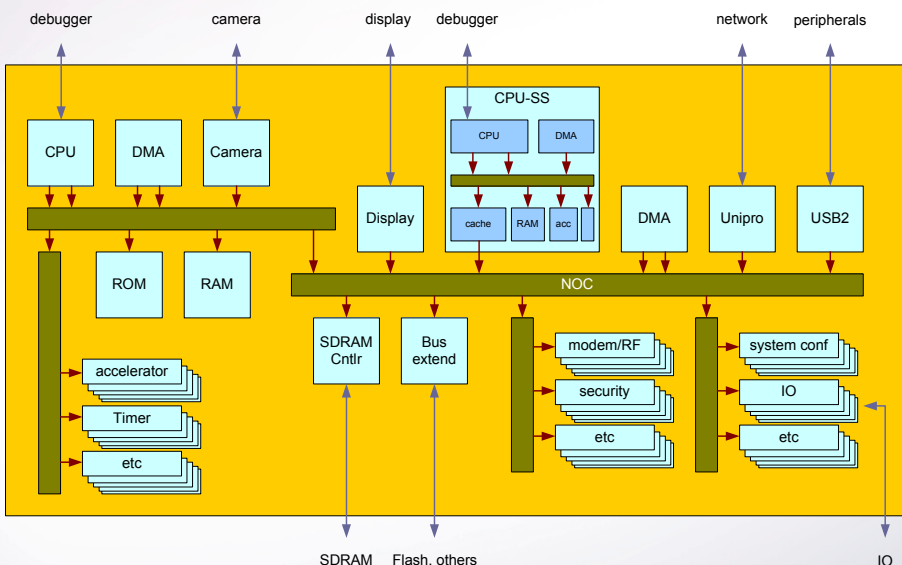 debugger
camera
display
debugger
network
peripherals
CPU-SS
CPU
DMA
Camera
CPU
DMA
cache
RAM
acc
Display
DMA
Unipro
USB2
ROM
RAM
NOC
SDRAM
Cntlr
Bus
extend
modem/RF
security
etc
system conf
IO
etc
accelerator
Timer
etc
SDRAM
Flash, others
IO